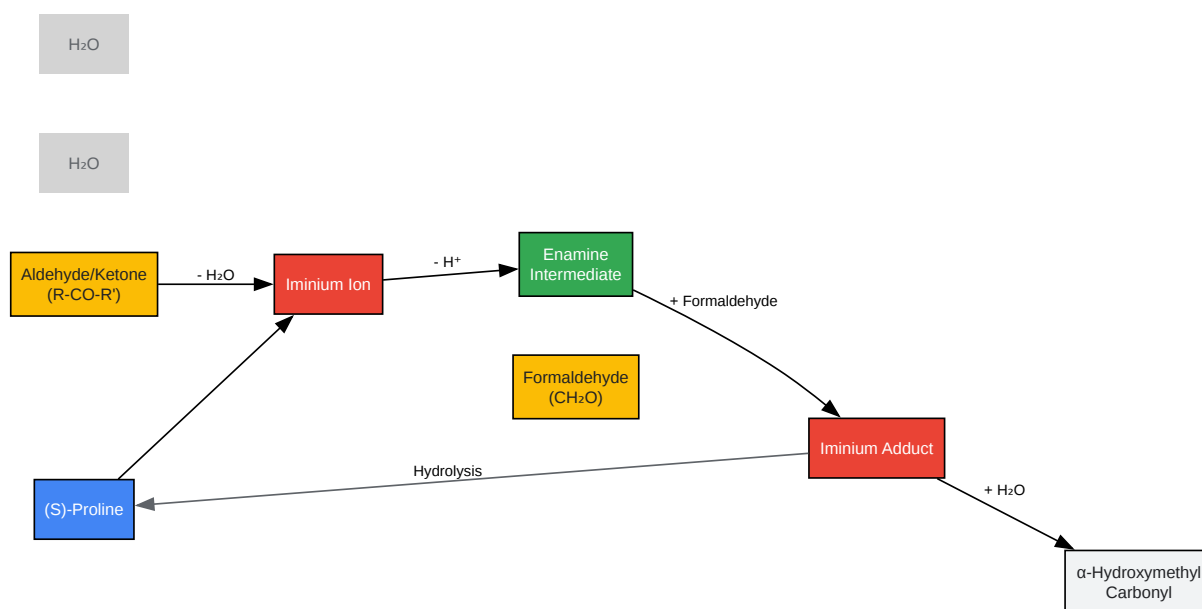 H₂O
H₂O
Aldehyde/Ketone
(R-CO-R')
- H₂O
Iminium Ion
- H⁺
Enamine
Intermediate
+ Formaldehyde
Formaldehyde
(CH₂O)
Iminium Adduct
Hydrolysis
(S)-Proline
+ H₂O
α-Hydroxymethyl
Carbonyl